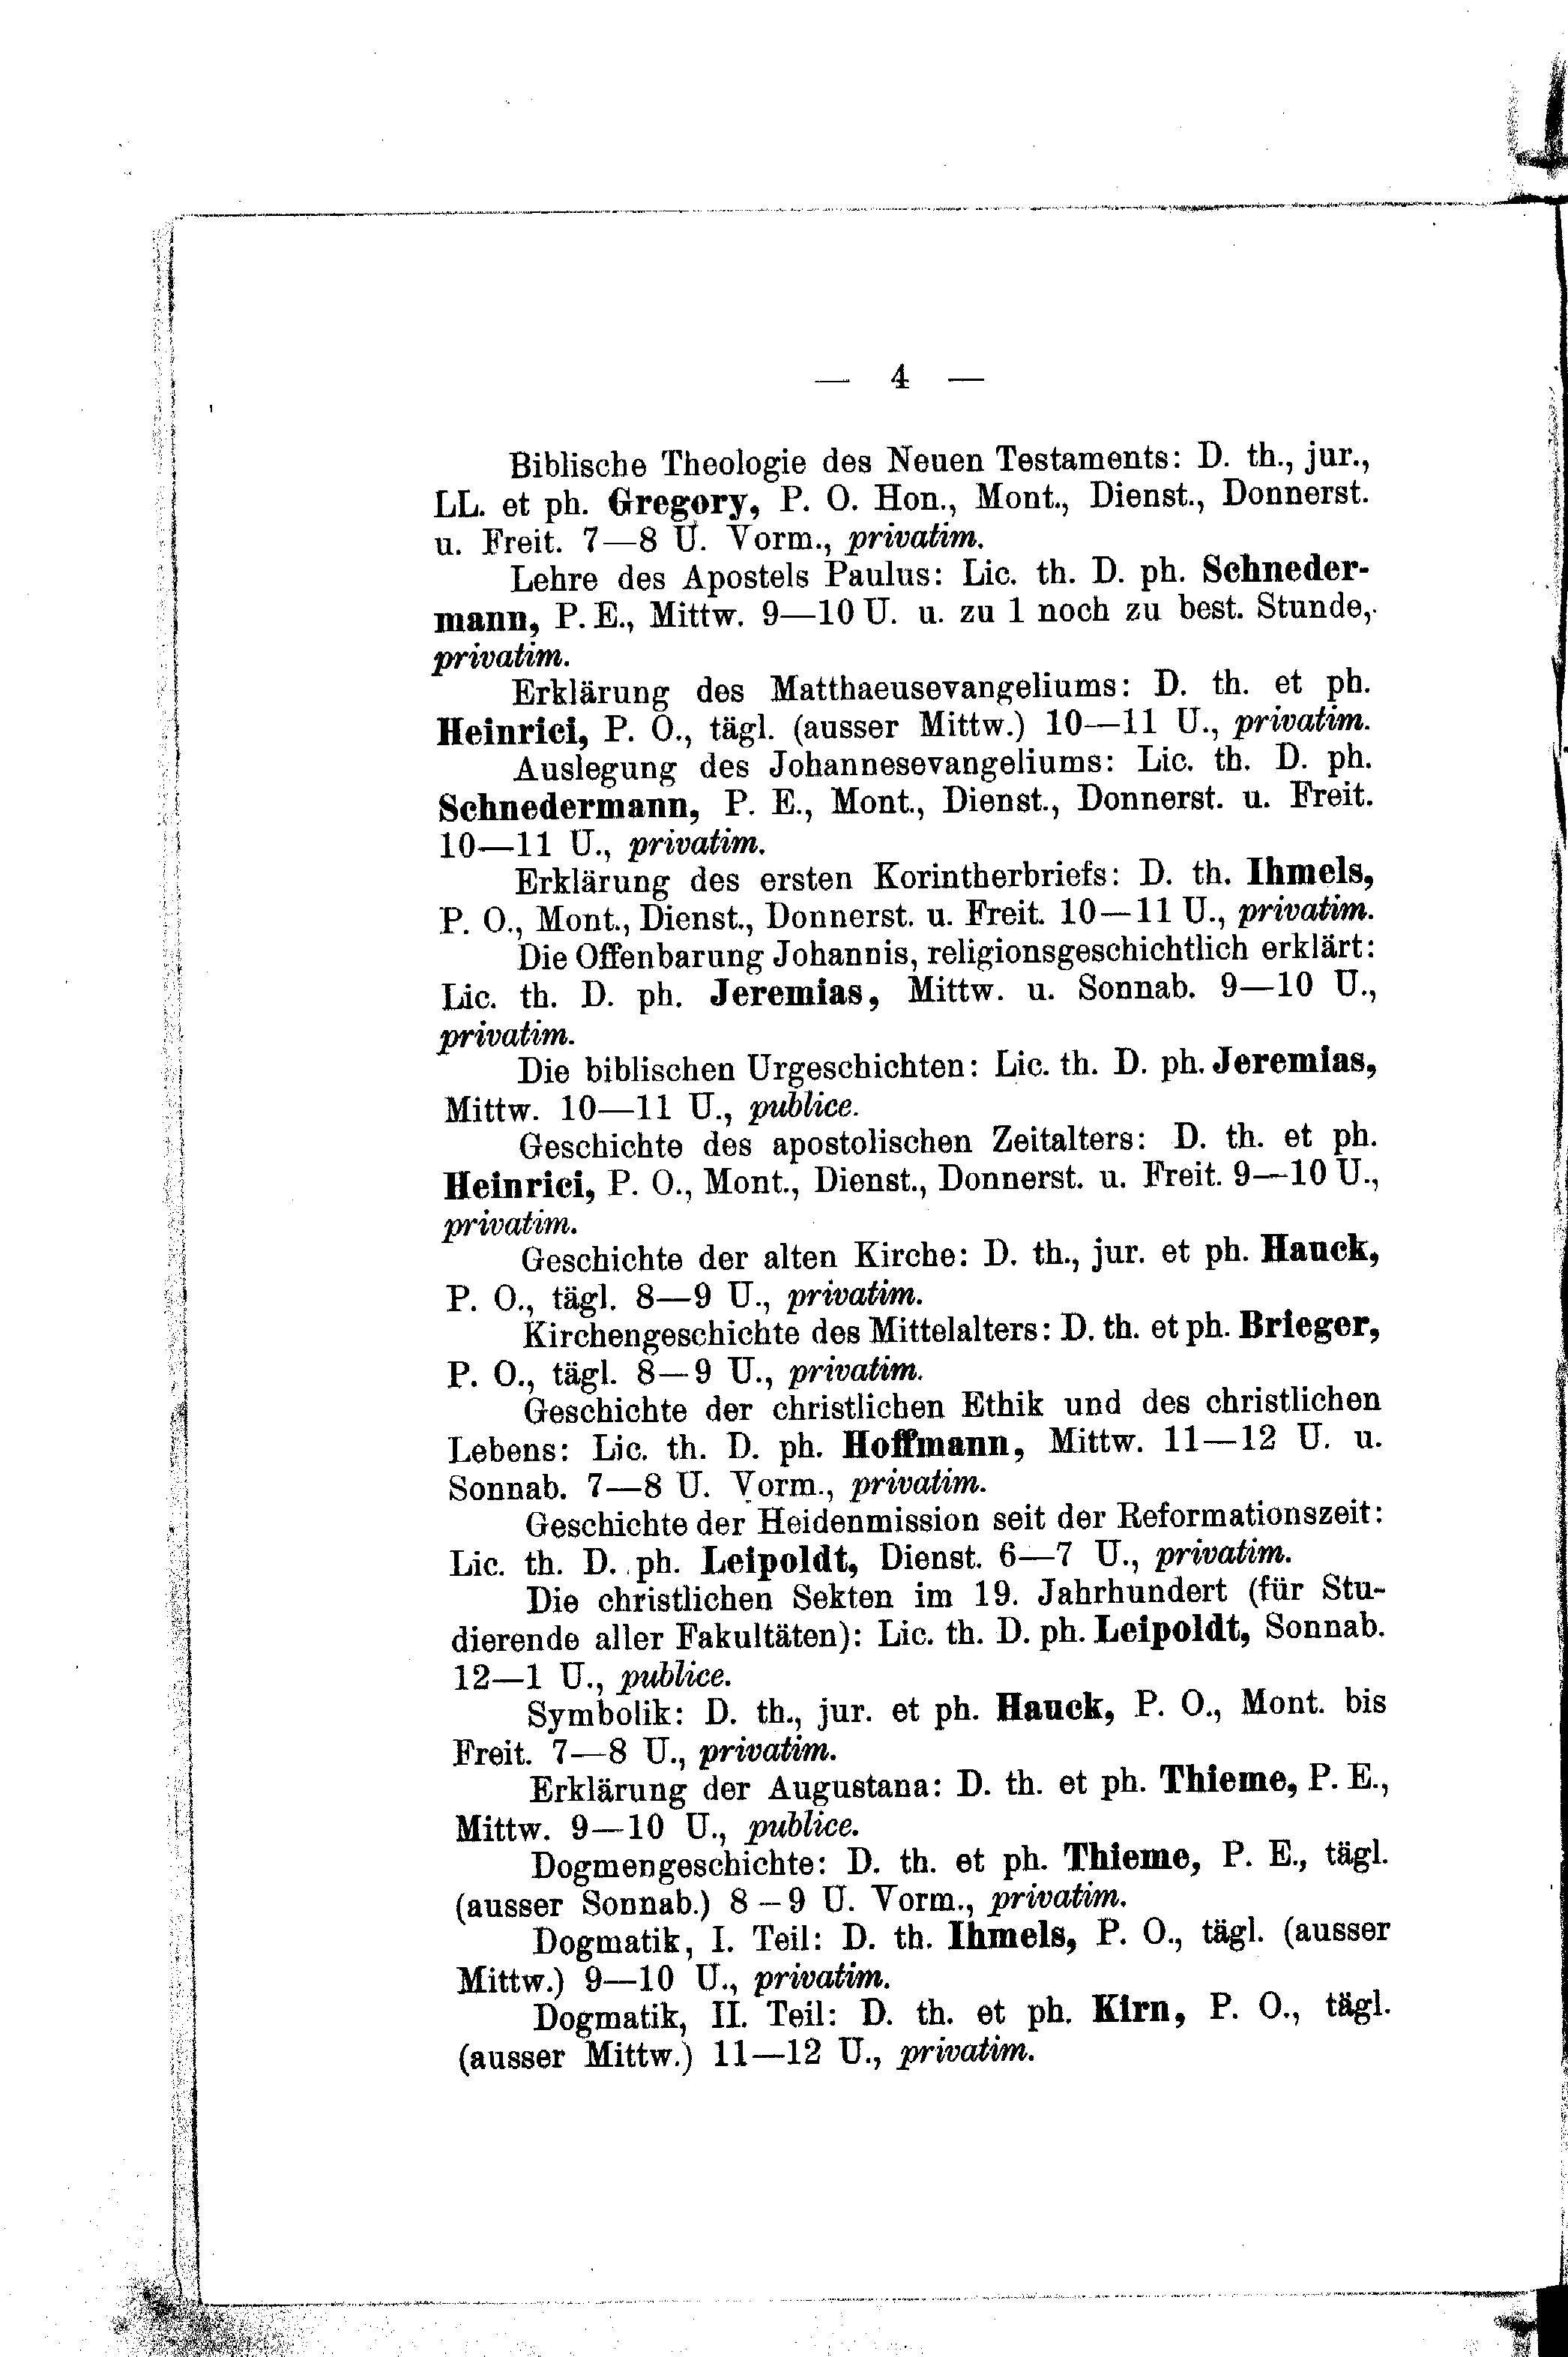 — 4 —
Biblische Theologie des Neuen Testaments: D. th., jur.,
LL. et ph. Gregory, P. O. Hon., Mont., Dienst., Donnerst.
u. Freit. 7—8 U. Vorm., privatim.
Lehre des Apostels Paulus: Lic. th. D. ph. Schneder-
mann, P. E., Mittw. 9—10 U. u. zu 1 noch zu best. Stunde,
privatim.
Erklärung des Matthaeusevangeliums: D. th. et ph.
Heinrici, P. O., tägl. (ausser Mittw.) 10—11 U., privatim.
Auslegung des Johannesevangeliums: Lic. th. D. ph.
Schnedermann, P. E., Mont., Dienst., Donnerst. u. Freit.
10—11 U., privatim.
Erklärung des ersten Korintherbriefs: D. th. Ihmels,
P. O., Mont., Dienst., Donnerst. u. Freit. 10—11 U., privatim.
Die Offenbarung Johannis, religionsgeschichtlich erklärt:
Lic. th. D. ph. Jeremias, Mittw. u. Sonnab. 9—10 U.,
privatim.
Die biblischen Urgeschichten: Lic. th. D. ph. Jeremias,
Mittw. 10—11 U., publice.
Geschichte des apostolischen Zeitalters: D. th. et ph.
Heinrici, P. O., Mont., Dienst., Donnerst. u. Freit. 9—10 U.,
privatim.
Geschichte der alten Kirche: D. th., jur. et ph. Hauck,
P. O., tägl. 8—9 U., privatim.
Kirchengeschichte des Mittelalters: D. th. et ph. Brieger,
P. O., tägl. 8—9 U., privatim.
Geschichte der christlichen Ethik und des christlichen
Lebens: Lic. th. D. ph. Hoffmann, Mittw. 11—12 U. u.
Sonnab. 7—8 U. Vorm., privatim.
Geschichte der Heidenmission seit der Reformationszeit:
Lic. th. D. ph. Leipoldt, Dienst. 6—7 U., privatim.
Die christlichen Sekten im 19. Jahrhundert (für Stu-
dierende aller Fakultäten): Lic. th. D. ph. Leipoldt, Sonnab.
12—1 U., publice.
Symbolik: D. th., jur. et ph. Hauck, P. O., Mont. bis
Freit. 7—8 U., privatim.
Erklärung der Augustana: D. th. et ph. Thieme, P. E.,
Mittw. 9—10 U., publice.
Dogmengeschichte: D. th. et ph. Thieme, P. E., tägl.
(ausser Sonnab.) 8—9 U. Vorm., privatim.
Dogmatik, I. Teil: D. th. Ihmels, P. O., tägl. (ausser
Mittw.) 9—10 U., privatim.
Dogmatik, II. Teil: D. th. et ph. Kirn, P. O., tägl.
(ausser Mittw.) 11—12 U., privatim.